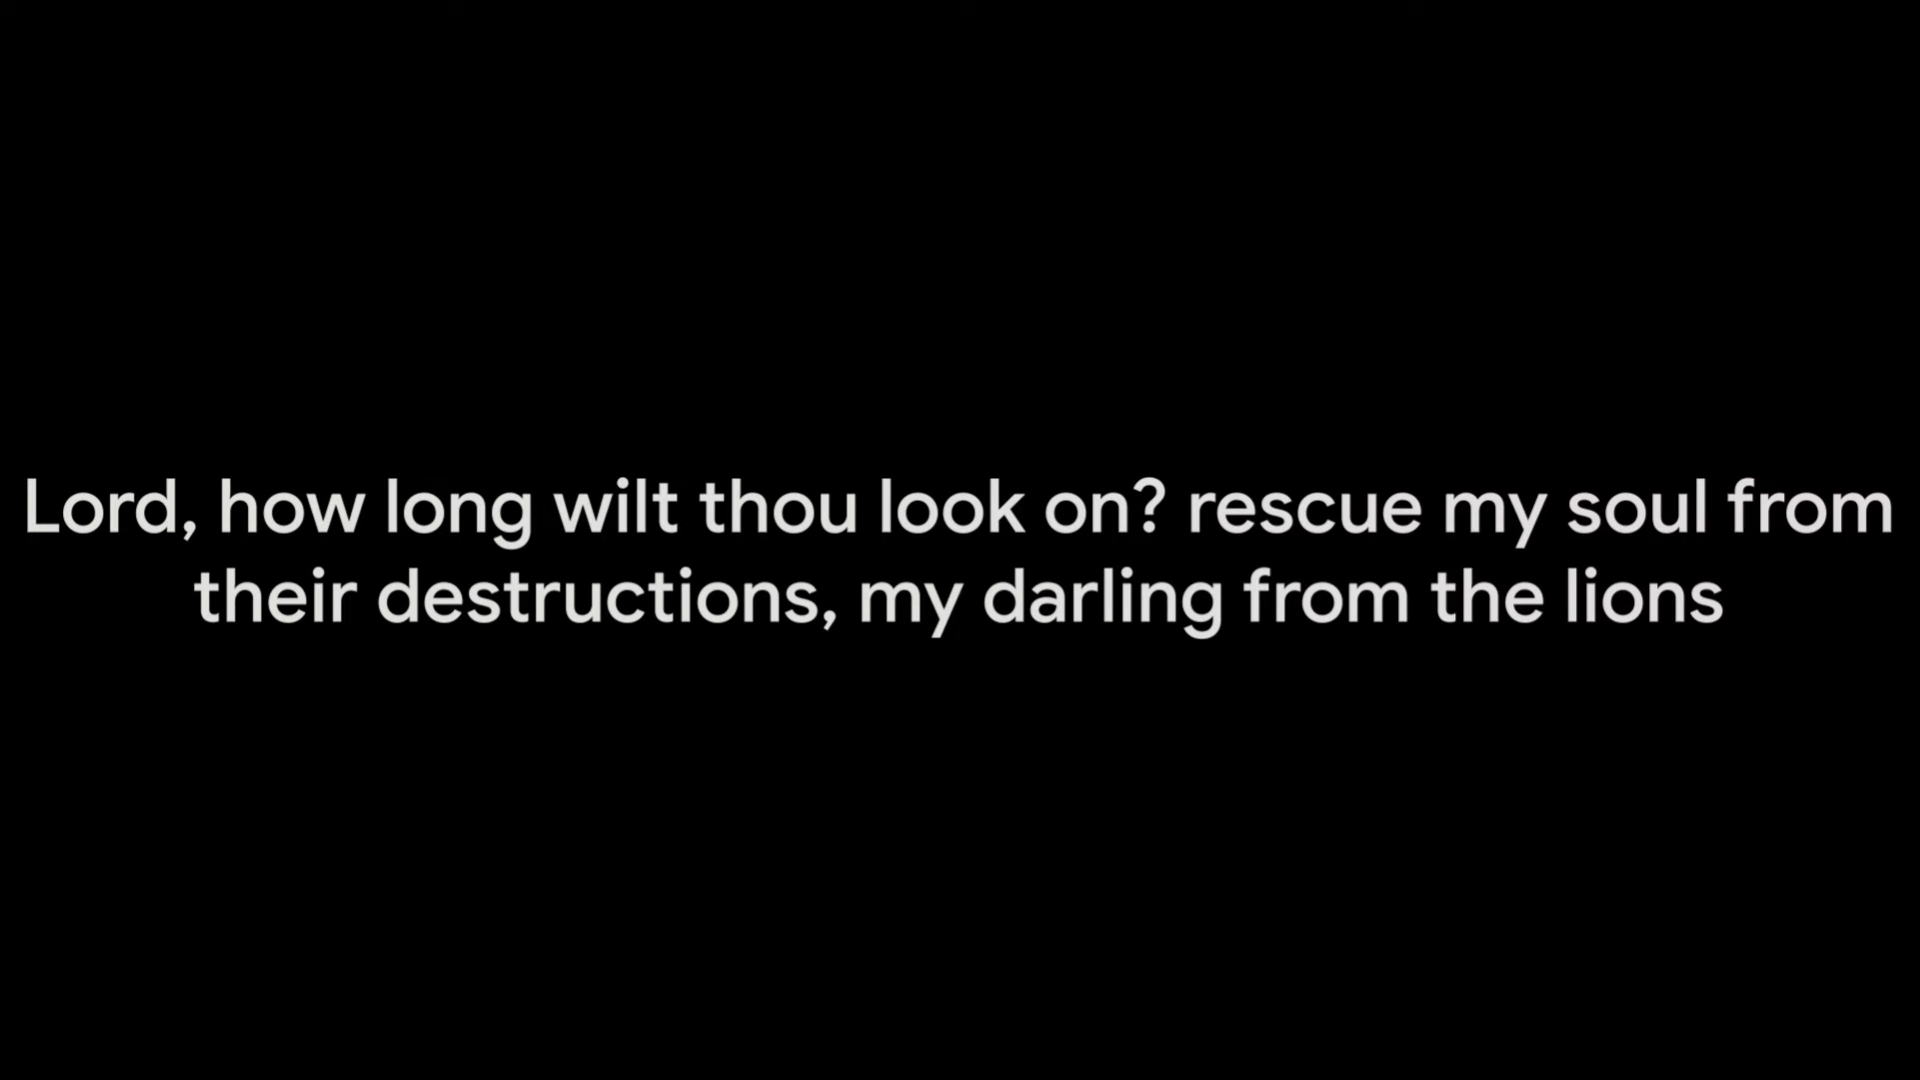 Lord, how long wilt thou look on? rescue my soul from
their destructions, my darling from the lions